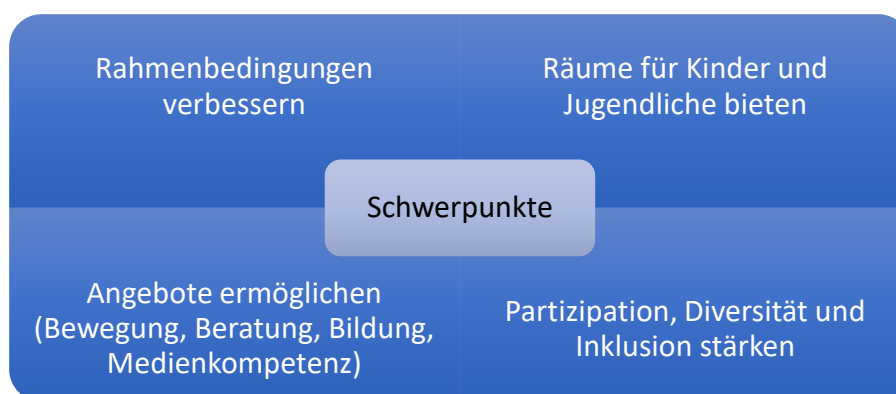 Rahmenbedingungen
verbessern
Räume für Kinder und
Jugendliche bieten
Schwerpunkte
Angebote ermöglichen
(Bewegung, Beratung, Bildung,
Medienkompetenz)
Partizipation, Diversität und
Inklusion stärken